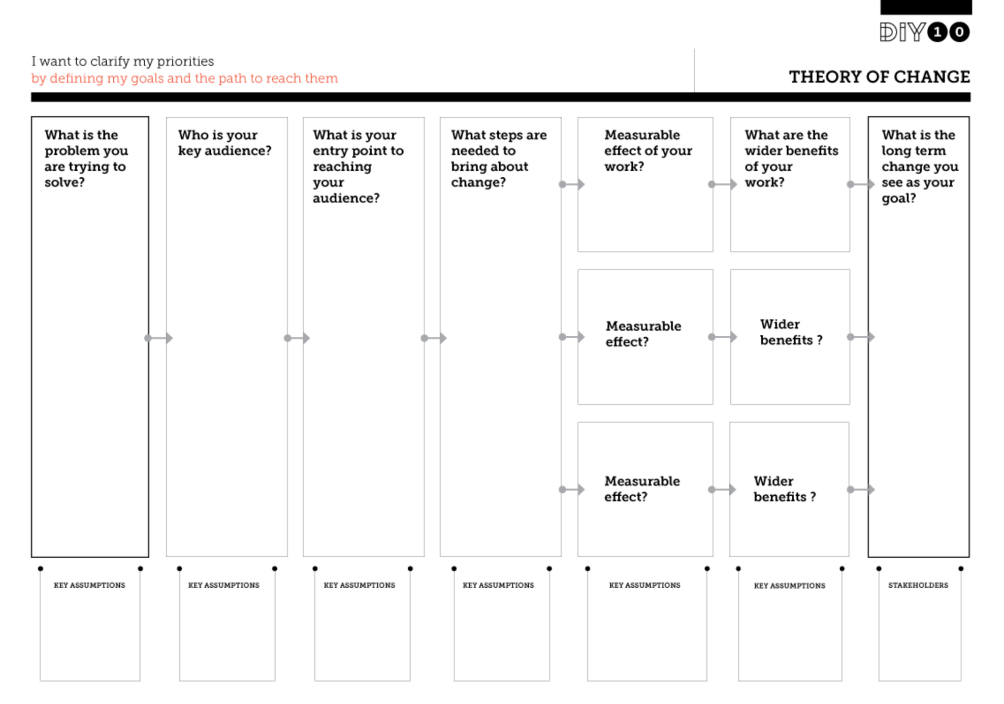 DIY 10
I want to clarify my priorities
by defining my goals and the path to reach them
THEORY OF CHANGE
What is the
problem you
are trying to
solve?
Who is your
key audience?
What is your
entry point to
reaching
your
audience?
What steps are
needed to
bring about
change?
Measurable
effect of your
work?
What are the
wider benefits
of your
work?
What is the
long term
change you
see as your
goal?
Measurable
effect?
Wider
benefits ?
Measurable
effect?
Wider
benefits ?
KEY ASSUMPTIONS
KEY ASSUMPTIONS
KEY ASSUMPTIONS
KEY ASSUMPTIONS
KEY ASSUMPTIONS
KEY ASSUMPTIONS
STAKEHOLDERS